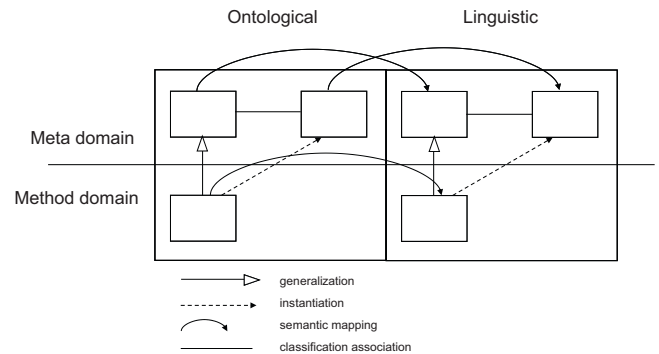 Ontological
Linguistic
Meta domain
Method domain
generalization
instantiation
semantic mapping
classification association